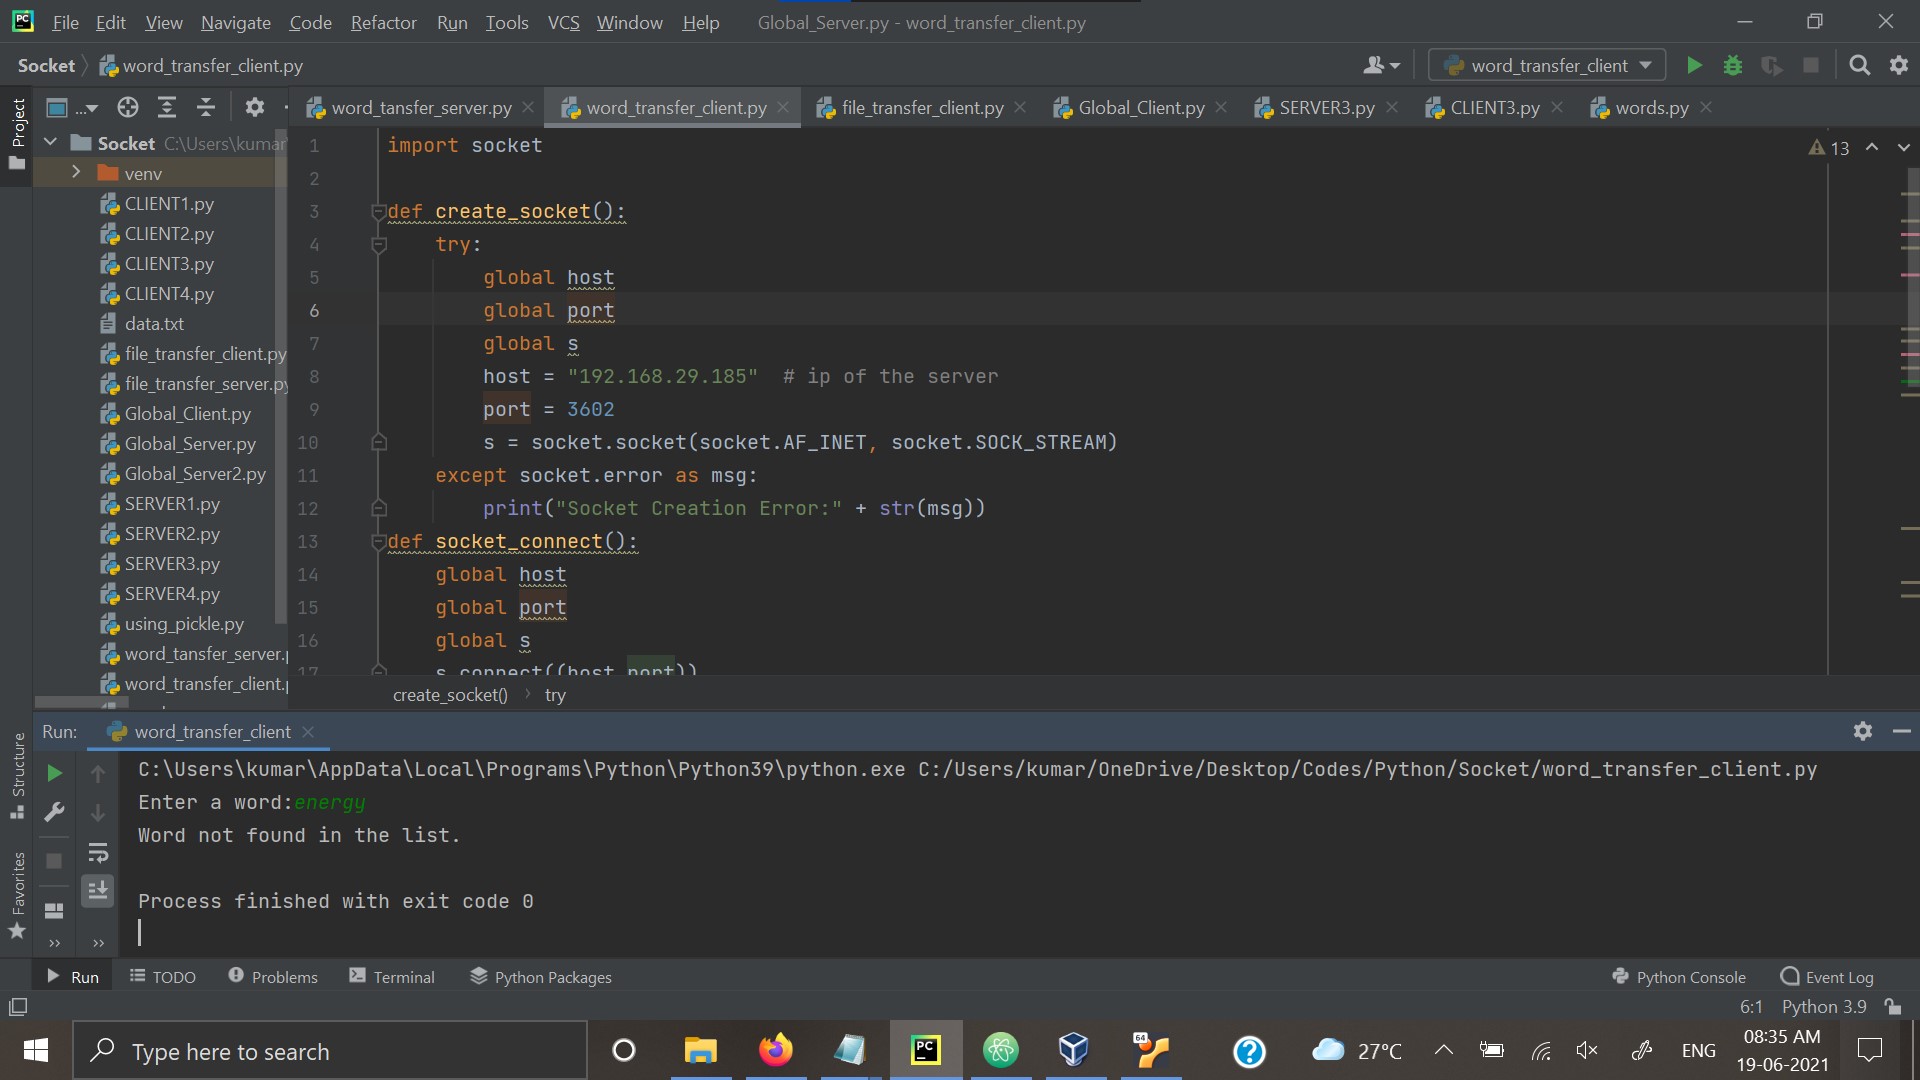 File Edit View Navigate Code Refactor Run Tools VCS Window Help Global_Server.py - word_transfer_client.py
Socket word_transfer_client.py word_transfer_client
Project
... word_tansfer_server.py word_transfer_client.py file_transfer_client.py Global_Client.py SERVER3.py CLIENT3.py words.py
Socket C:\Users\kumar
venv
CLIENT1.py
CLIENT2.py
CLIENT3.py
CLIENT4.py
data.txt
file_transfer_client.py
file_transfer_server.py
Global_Client.py
Global_Server.py
Global_Server2.py
SERVER1.py
SERVER2.py
SERVER3.py
SERVER4.py
using_pickle.py
word_tansfer_server.
word_transfer_client.
13
1 import socket
2
3 def create_socket():
4 try:
5 global host
6 global port
7 global s
8 host = "192.168.29.185" # ip of the server
9 port = 3602
10 s = socket.socket(socket.AF_INET, socket.SOCK_STREAM)
11 except socket.error as msg:
12 print("Socket Creation Error:" + str(msg))
13 def socket_connect():
14 global host
15 global port
16 global s
17 s.connect((host,port))
create_socket() try
Run: word_transfer_client
Structure
Favorites
C:\Users\kumar\AppData\Local\Programs\Python\Python39\python.exe C:/Users/kumar/OneDrive/Desktop/Codes/Python/Socket/word_transfer_client.py
Enter a word:energy
Word not found in the list.
Process finished with exit code 0
Run TODO Problems Terminal Python Packages Python Console Event Log
6:1 Python 3.9
Type here to search
PC
64
27°C
ENG
08:35 AM
19-06-2021